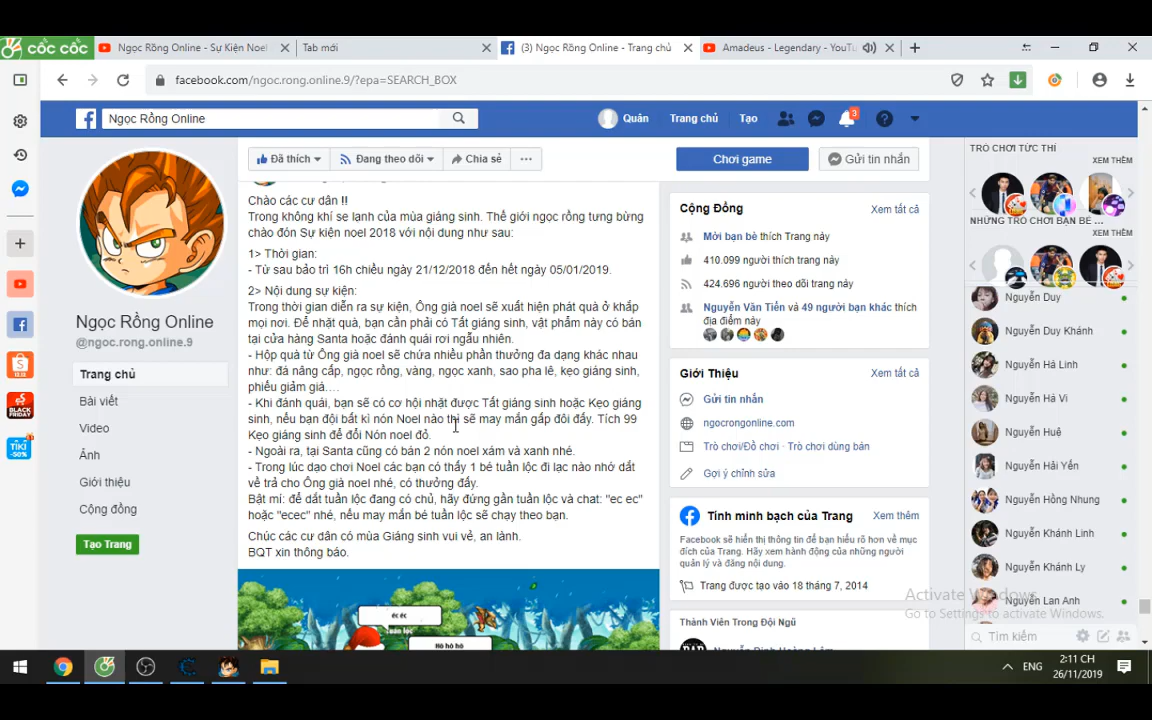 cốc cốc
Ngọc Rồng Online - Sự Kiện Noel
Tab mới
(3) Ngọc Rồng Online - Trang chủ
Amadeus - Legendary - YouTu
facebook.com/ngoc.rong.online.9/?epa=SEARCH_BOX
Ngọc Rồng Online
Quân
Trang chủ
Tạo
3
Đã thích
Đang theo dõi
Chia sẻ
Chơi game
Gửi tin nhắn
Chào các cư dân !!
Trong không khí se lạnh của mùa giáng sinh. Thế giới ngọc rồng tưng bừng
chào đón Sự kiện noel 2018 với nội dung như sau:
1> Thời gian:
- Từ sau bảo trì 16h chiều ngày 21/12/2018 đến hết ngày 05/01/2019.
2> Nội dung sự kiện:
Trong thời gian diễn ra sự kiện, Ông già noel sẽ xuất hiện phát quà ở khắp
mọi nơi. Để nhặt quà, bạn cần phải có Tất giáng sinh, vật phẩm này có bán
tại cửa hàng Santa hoặc đánh quái rơi ngẫu nhiên.
- Hộp quà từ Ông già noel sẽ chứa nhiều phần thưởng đa dạng khác nhau
như: đá nâng cấp, ngọc rồng, vàng, ngọc xanh, sao pha lê, kẹo giáng sinh,
phiếu giảm giá....
- Khi đánh quái, bạn sẽ có cơ hội nhặt được Tất giáng sinh hoặc Kẹo giáng
sinh, nếu bạn đội bất kì nón Noel nào thì sẽ may mắn gấp đôi đấy. Tích 99
Kẹo giáng sinh để đổi Nón noel đỏ.
- Ngoài ra, tại Santa cũng có bán 2 nón noel xám và xanh nhé.
- Trong lúc dạo chơi Noel các bạn có thấy 1 bé tuần lộc đi lạc nào nhớ dắt
về trả cho Ông già noel nhé, có thưởng đấy.
Bật mí: để dắt tuần lộc đang có chủ, hãy đứng gần tuần lộc và chat: "ec ec"
hoặc "ecec" nhé, nếu may mắn bé tuần lộc sẽ chạy theo bạn.
Chúc các cư dân có mùa Giáng sinh vui vẻ, an lành.
BQT xin thông báo.
éc éc
Tuần lộc
Hô hô hô
Ngọc Rồng Online
@ngoc.rong.online.9
Trang chủ
Bài viết
Video
Ảnh
Giới thiệu
Cộng đồng
Tạo Trang
Cộng Đồng
Xem tất cả
Mời bạn bè thích Trang này
410.099 người thích trang này
424.696 người theo dõi trang này
Nguyễn Văn Tiến và 49 người bạn khác thích
địa điểm này
Giới Thiệu
Xem tất cả
Gửi tin nhắn
ngocrongonline.com
Trò chơi/Đồ chơi · Trò chơi dùng bàn
Gợi ý chỉnh sửa
Tính minh bạch của Trang
Xem thêm
Facebook sẽ hiển thị thông tin để bạn hiểu rõ hơn về
mục đích của Trang. Hãy xem hành động của những người
quản lý và đăng nội dung.
Trang được tạo vào 18 tháng 7, 2014
Thành Viên Trong Đội Ngũ
TRÒ CHƠI TỨC THÌ
XEM THÊM
NHỮNG TRÒ CHƠI BẠN BÈ ...
XEM THÊM
Nguyễn Duy
Nguyễn Duy Khánh
Nguyễn Hà Linh
Nguyễn Hà Vi
Nguyễn Huệ
Nguyễn Hải Yến
Nguyễn Hồng Nhung
Nguyễn Khánh Linh
Nguyễn Khánh Ly
Nguyễn Lan Anh
Tìm kiếm
Activate Windows
Go to Settings to activate Windows.
BLACK
FRIDAY
TIKI
-50%
ENG
2:11 CH
26/11/2019